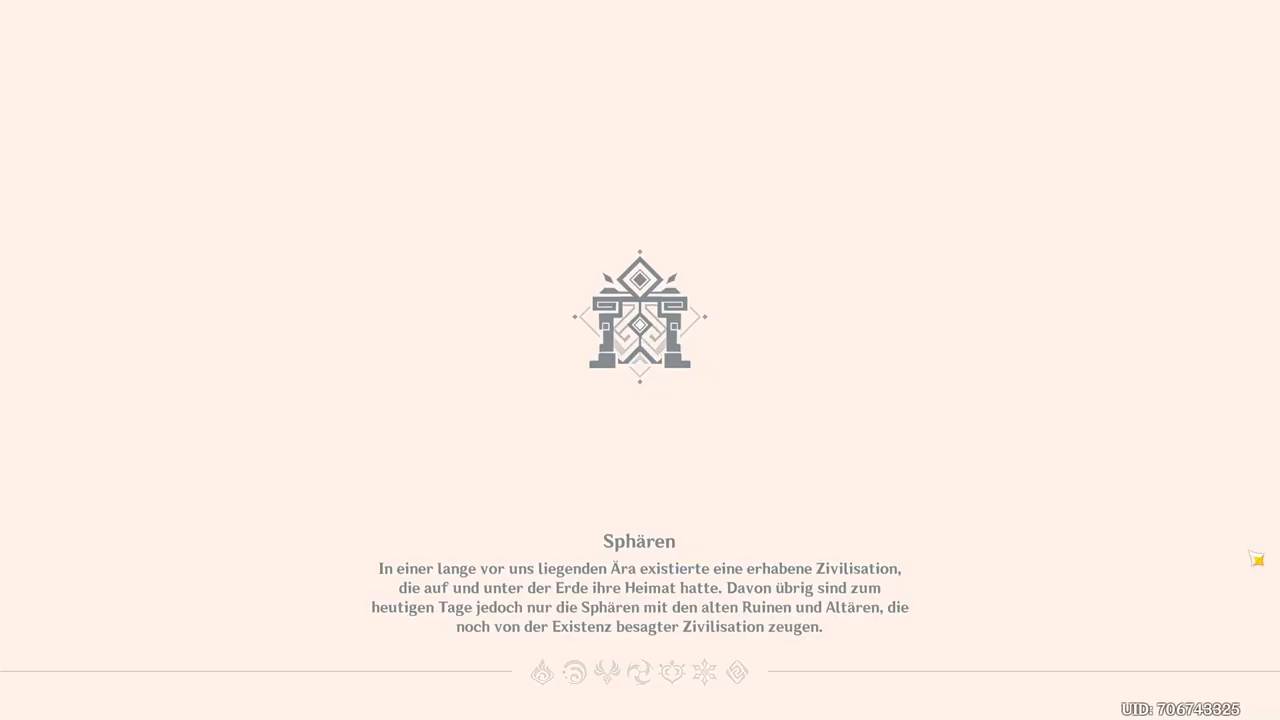 Sphären
In einer lange vor uns liegenden Ära existierte eine erhabene Zivilisation,
die auf und unter der Erde ihre Heimat hatte. Davon übrig sind zum
heutigen Tage jedoch nur die Sphären mit den alten Ruinen und Altären, die
noch von der Existenz besagter Zivilisation zeugen.
UID: 706743325